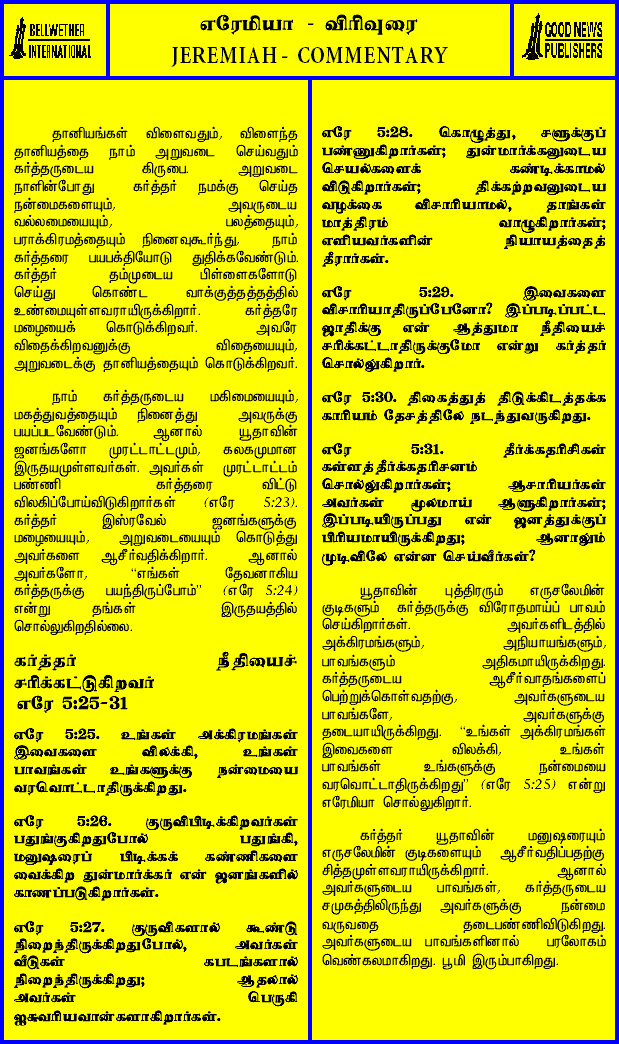 BELLWETHER
INTERNATIONAL
எரேமியா - விரிவுரை
JEREMIAH - COMMENTARY
GOOD NEWS
PUBLISHERS
தானியங்கள் விளைவதும், விளைந்த
தானியத்தை நாம் அறுவடை செய்வதும்
கர்த்தருடைய கிருபை. அறுவடை
நாளின்போது கர்த்தர் நமக்கு செய்த
நன்மைகளையும், அவருடைய
வல்லமையையும், பலத்தையும்,
பராக்கிரமத்தையும் நினைவுகூர்ந்து, நாம்
கர்த்தரை பயபக்தியோடு துதிக்கவேண்டும்.
கர்த்தர் தம்முடைய பிள்ளைகளோடு
செய்து கொண்ட வாக்குத்தத்தத்தில்
உண்மையுள்ளவராயிருக்கிறார். கர்த்தரே
மழையைக் கொடுக்கிறவர். அவரே
விதைக்கிறவனுக்கு விதையையும்,
அறுவடைக்கு தானியத்தையும் கொடுக்கிறவர்.
நாம் கர்த்தருடைய மகிமையையும்,
மகத்துவத்தையும் நினைத்து அவருக்கு
பயப்படவேண்டும். ஆனால் யூதாவின்
ஜனங்களோ முரட்டாட்டமும், கலகமுமான
இருதயமுள்ளவர்கள். அவர்கள் முரட்டாட்டம்
பண்ணி கர்த்தரை விட்டு
விலகிப்போய்விடுகிறார்கள் (எரே 5:23).
கர்த்தர் இஸ்ரவேல் ஜனங்களுக்கு
மழையையும், அறுவடையையும் கொடுத்து
அவர்களை ஆசீர்வதிக்கிறார். ஆனால்
அவர்களோ, "எங்கள் தேவனாகிய
கர்த்தருக்கு பயந்திருப்போம்" (எரே 5:24)
என்று தங்கள் இருதயத்தில்
சொல்லுகிறதில்லை.
கர்த்தர் நீதியைச்
சரிக்கட்டுகிறவர்
எரே 5:25-31
எரே 5:25. உங்கள் அக்கிரமங்கள்
இவைகளை விலக்கி, உங்கள்
பாவங்கள் உங்களுக்கு நன்மையை
வரவொட்டாதிருக்கிறது.
எரே 5:26. குருவிபிடிக்கிறவர்கள்
பதுங்குகிறதுபோல் பதுங்கி,
மனுஷரைப் பிடிக்கக் கண்ணிகளை
வைக்கிற துன்மார்க்கர் என் ஜனங்களில்
காணப்படுகிறார்கள்.
எரே 5:27. குருவிகளால் கூண்டு
நிறைந்திருக்கிறதுபோல், அவர்கள்
வீடுகள் கபடங்களால்
நிறைந்திருக்கிறது; ஆதலால்
அவர்கள் பெருகி
ஐசுவரியவான்களாகிறார்கள்.
எரே 5:28. கொழுத்து, சளுக்குப்
பண்ணுகிறார்கள்; துன்மார்க்கனுடைய
செயல்களைக் கண்டிக்காமல்
விடுகிறார்கள்; திக்கற்றவனுடைய
வழக்கை விசாரியாமல், தாங்கள்
மாத்திரம் வாழுகிறார்கள்;
எளியவர்களின் நியாயத்தைத்
தீரார்கள்.
எரே 5:29. இவைகளை
விசாரியாதிருப்பேனோ? இப்படிப்பட்ட
ஜாதிக்கு என் ஆத்துமா நீதியைச்
சரிக்கட்டாதிருக்குமோ என்று கர்த்தர்
சொல்லுகிறார்.
எரே 5:30. திகைத்துத் திடுக்கிடத்தக்க
காரியம் தேசத்திலே நடந்துவருகிறது.
எரே 5:31. தீர்க்கதரிசிகள்
கள்ளத்தீர்க்கதரிசனம்
சொல்லுகிறார்கள்; ஆசாரியர்கள்
அவர்கள் மூலமாய் ஆளுகிறார்கள்;
இப்படியிருப்பது என் ஜனத்துக்குப்
பிரியமாயிருக்கிறது; ஆனாலும்
முடிவிலே என்ன செய்வீர்கள்?
யூதாவின் புத்திரரும் எருசலேமின்
குடிகளும் கர்த்தருக்கு விரோதமாய்ப் பாவம்
செய்கிறார்கள். அவர்களிடத்தில்
அக்கிரமங்களும், அநியாயங்களும்,
பாவங்களும் அதிகமாயிருக்கிறது.
கர்த்தருடைய ஆசீர்வாதங்களைப்
பெற்றுக்கொள்வதற்கு, அவர்களுடைய
பாவங்களே, அவர்களுக்கு
தடையாயிருக்கிறது. "உங்கள் அக்கிரமங்கள்
இவைகளை விலக்கி, உங்கள்
பாவங்கள் உங்களுக்கு நன்மையை
வரவொட்டாதிருக்கிறது" (எரே 5:25) என்று
எரேமியா சொல்லுகிறார்.
கர்த்தர் யூதாவின் மனுஷரையும்
எருசலேமின் குடிகளையும் ஆசீர்வதிப்பதற்கு
சித்தமுள்ளவராயிருக்கிறார். ஆனால்
அவர்களுடைய பாவங்கள், கர்த்தருடைய
சமுகத்திலிருந்து அவர்களுக்கு நன்மை
வருவதை தடைபண்ணிவிடுகிறது.
அவர்களுடைய பாவங்களினால் பரலோகம்
வெண்கலமாகிறது. பூமி இரும்பாகிறது.